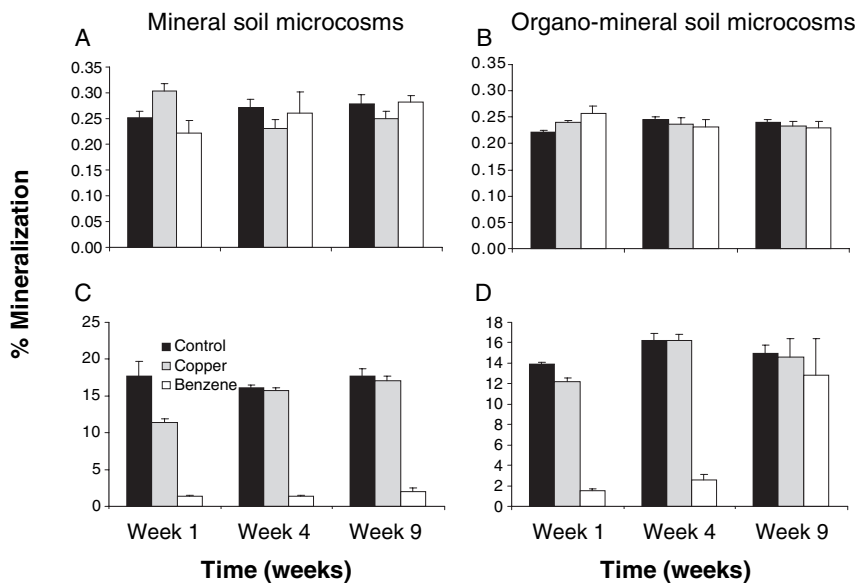 Mineral soil microcosms
Organo-mineral soil microcosms
A
0.35
0.30
0.25
0.20
0.15
0.10
0.05
0.00
B
0.35
0.30
0.25
0.20
0.15
0.10
0.05
0.00
% Mineralization
C
25
20
15
10
5
0
Control
Copper
Benzene
Week 1
Week 4
Week 9
Time (weeks)
D
18
16
14
12
10
8
6
4
2
0
Week 1
Week 4
Week 9
Time (weeks)